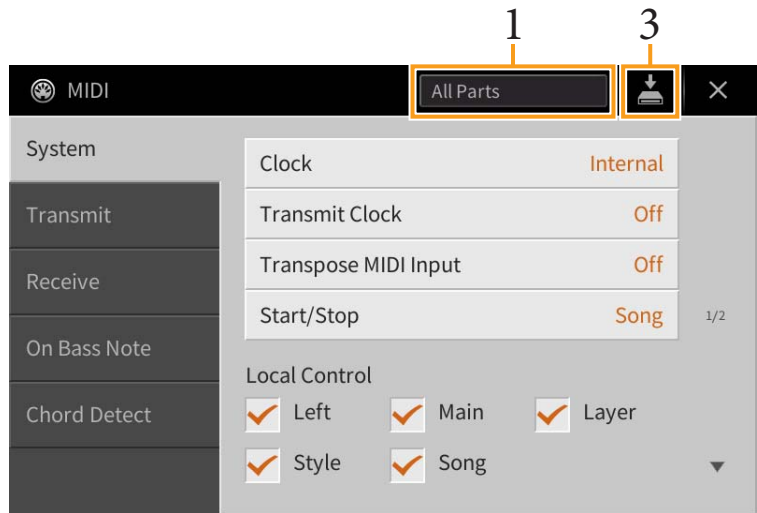 1 3
MIDI All Parts
System
Transmit
Receive
On Bass Note
Chord Detect
Clock Internal
Transmit Clock Off
Transpose MIDI Input Off
Start/Stop Song
1/2
Local Control
Left Main Layer
Style Song